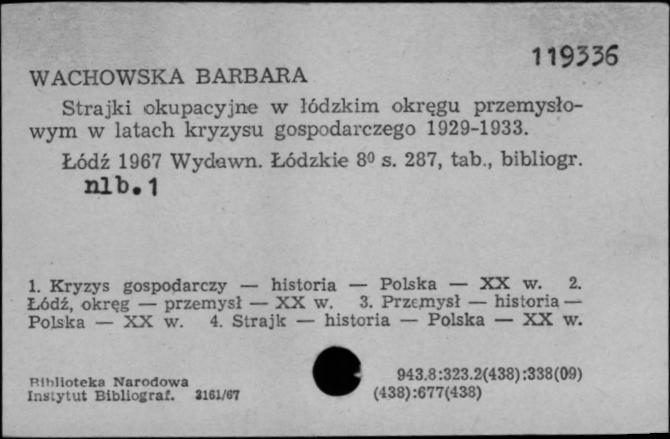 119336
WACHOWSKA BARBARA
Strajki okupacyjne w łódzkim okręgu przemysło-
wym w latach kryzysu gospodarczego 1929-1933.
Łódź 1967 Wydawn. Łódzkie 8⁰ s. 287, tab., bibliogr.
nlb.1
1. Kryzys gospodarczy — historia — Polska — XX w. 2.
Łódź, okręg — przemysł — XX w. 3. Przemysł — historia —
Polska — XX w. 4. Strajk — historia — Polska — XX w.
Biblioteka Narodowa
Instytut Bibliograf. 3161/67
943.8:323.2(438):338(09)
(438):677(438)